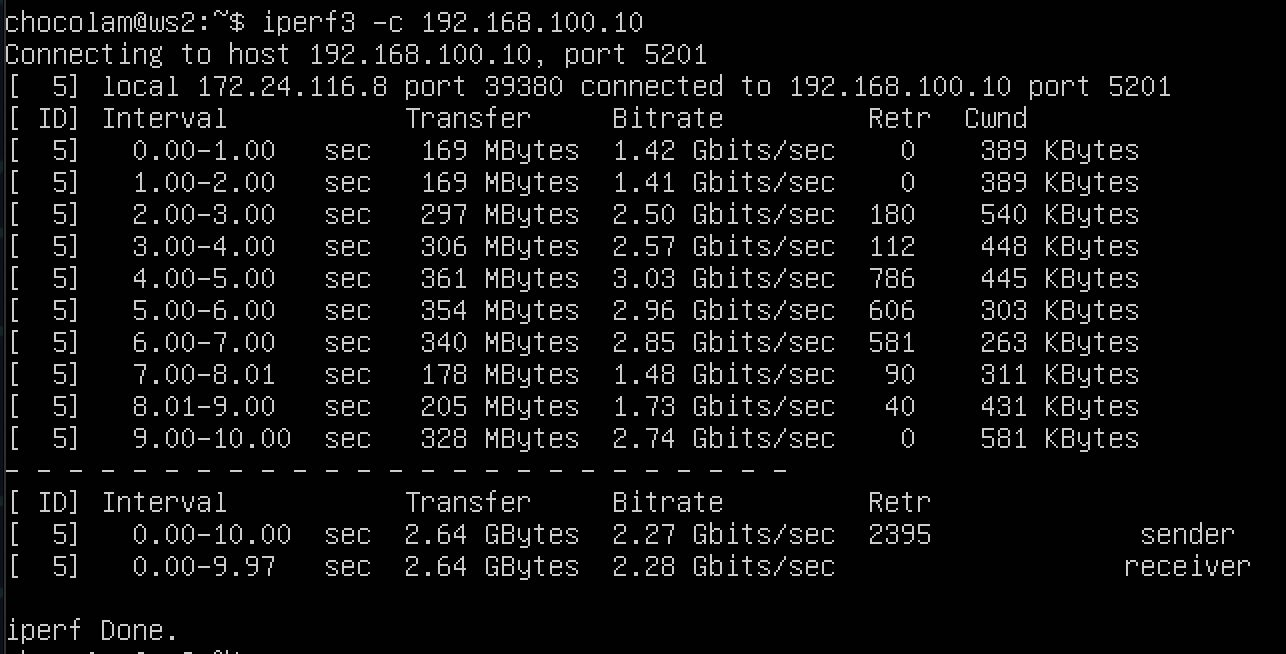 chocolam@ws2:~$ iperf3 -c 192.168.100.10
Connecting to host 192.168.100.10, port 5201
[  5] local 172.24.116.8 port 39380 connected to 192.168.100.10 port 5201
[ ID] Interval           Transfer     Bitrate         Retr  Cwnd
[  5]   0.00-1.00   sec   169 MBytes  1.42 Gbits/sec    0    389 KBytes
[  5]   1.00-2.00   sec   169 MBytes  1.41 Gbits/sec    0    389 KBytes
[  5]   2.00-3.00   sec   297 MBytes  2.50 Gbits/sec  180    540 KBytes
[  5]   3.00-4.00   sec   306 MBytes  2.57 Gbits/sec  112    448 KBytes
[  5]   4.00-5.00   sec   361 MBytes  3.03 Gbits/sec  786    445 KBytes
[  5]   5.00-6.00   sec   354 MBytes  2.96 Gbits/sec  606    303 KBytes
[  5]   6.00-7.00   sec   340 MBytes  2.85 Gbits/sec  581    263 KBytes
[  5]   7.00-8.01   sec   178 MBytes  1.48 Gbits/sec   90    311 KBytes
[  5]   8.01-9.00   sec   205 MBytes  1.73 Gbits/sec   40    431 KBytes
[  5]   9.00-10.00  sec   328 MBytes  2.74 Gbits/sec    0    581 KBytes
- - - - - - - - - - - - - - - - - - - - - - - - -
[ ID] Interval           Transfer     Bitrate         Retr
[  5]   0.00-10.00  sec  2.64 GBytes  2.27 Gbits/sec  2395             sender
[  5]   0.00-9.97   sec  2.64 GBytes  2.28 Gbits/sec                  receiver
iperf Done.